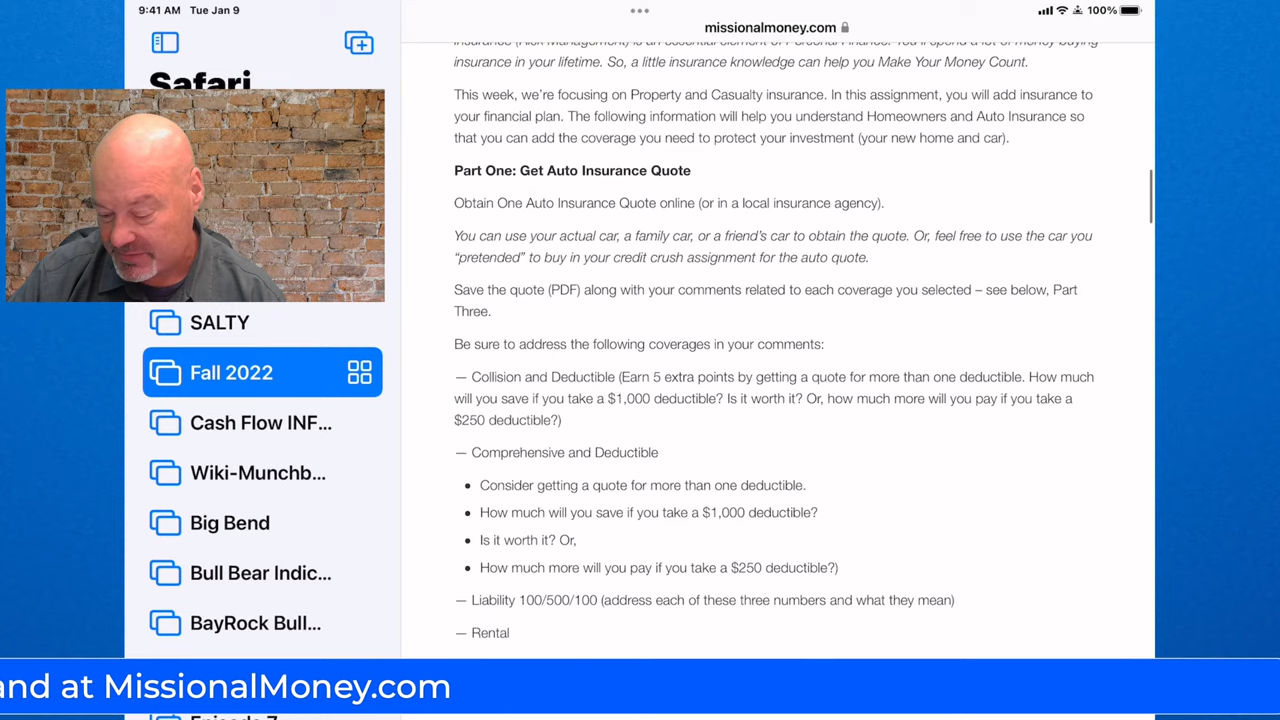 9:41 AM Tue Jan 9
100%
missionalmoney.com
Safari
SALTY
Fall 2022
Cash Flow INF...
Wiki-Munchb...
Big Bend
Bull Bear Indic...
BayRock Bull...
Episode 7
insurance (Risk Management) is an essential element of Personal Finance. You'll spend a lot of money buying
insurance in your lifetime. So, a little insurance knowledge can help you Make Your Money Count.
This week, we're focusing on Property and Casualty insurance. In this assignment, you will add insurance to
your financial plan. The following information will help you understand Homeowners and Auto Insurance so
that you can add the coverage you need to protect your investment (your new home and car).
Part One: Get Auto Insurance Quote
Obtain One Auto Insurance Quote online (or in a local insurance agency).
You can use your actual car, a family car, or a friend's car to obtain the quote. Or, feel free to use the car you
“pretended” to buy in your credit crush assignment for the auto quote.
Save the quote (PDF) along with your comments related to each coverage you selected – see below, Part
Three.
Be sure to address the following coverages in your comments:
— Collision and Deductible (Earn 5 extra points by getting a quote for more than one deductible. How much
will you save if you take a $1,000 deductible? Is it worth it? Or, how much more will you pay if you take a
$250 deductible?)
— Comprehensive and Deductible
• Consider getting a quote for more than one deductible.
• How much will you save if you take a $1,000 deductible?
• Is it worth it? Or,
• How much more will you pay if you take a $250 deductible?)
— Liability 100/500/100 (address each of these three numbers and what they mean)
— Rental
and at MissionalMoney.com